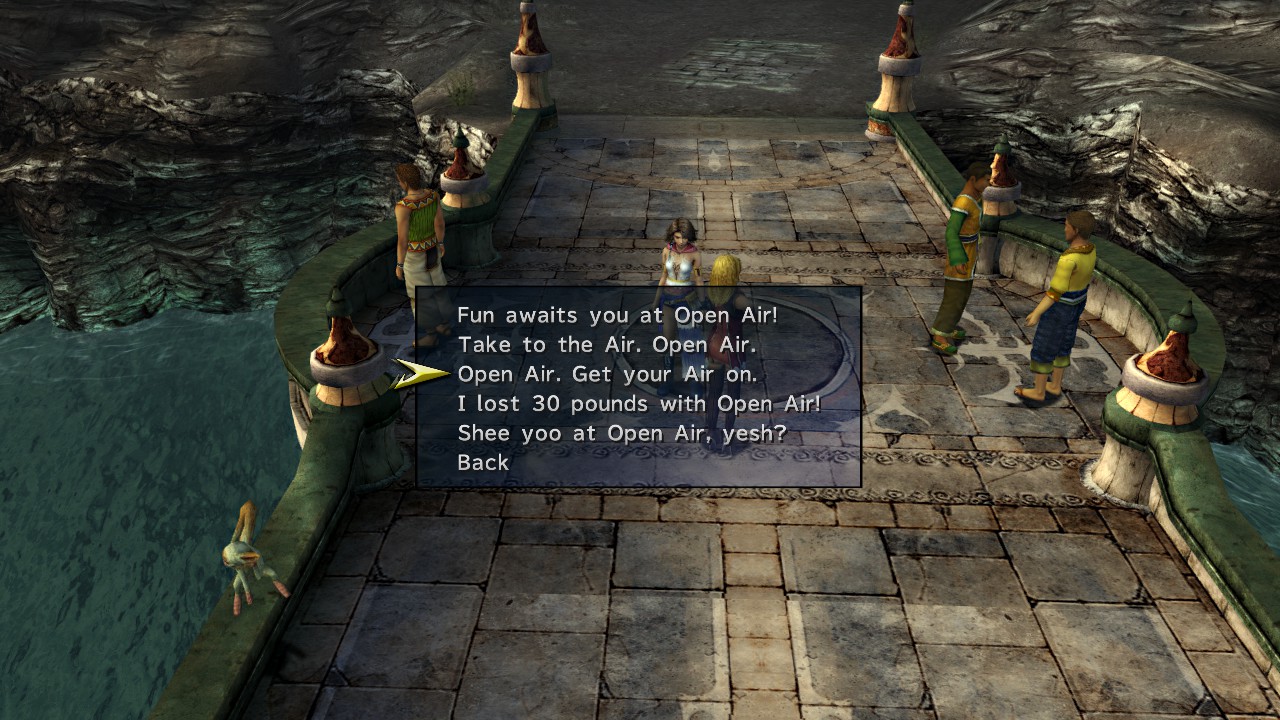 Fun awaits you at Open Air!
Take to the Air. Open Air.
Open Air. Get your Air on.
I lost 30 pounds with Open Air!
Shee yoo at Open Air, yesh?
Back